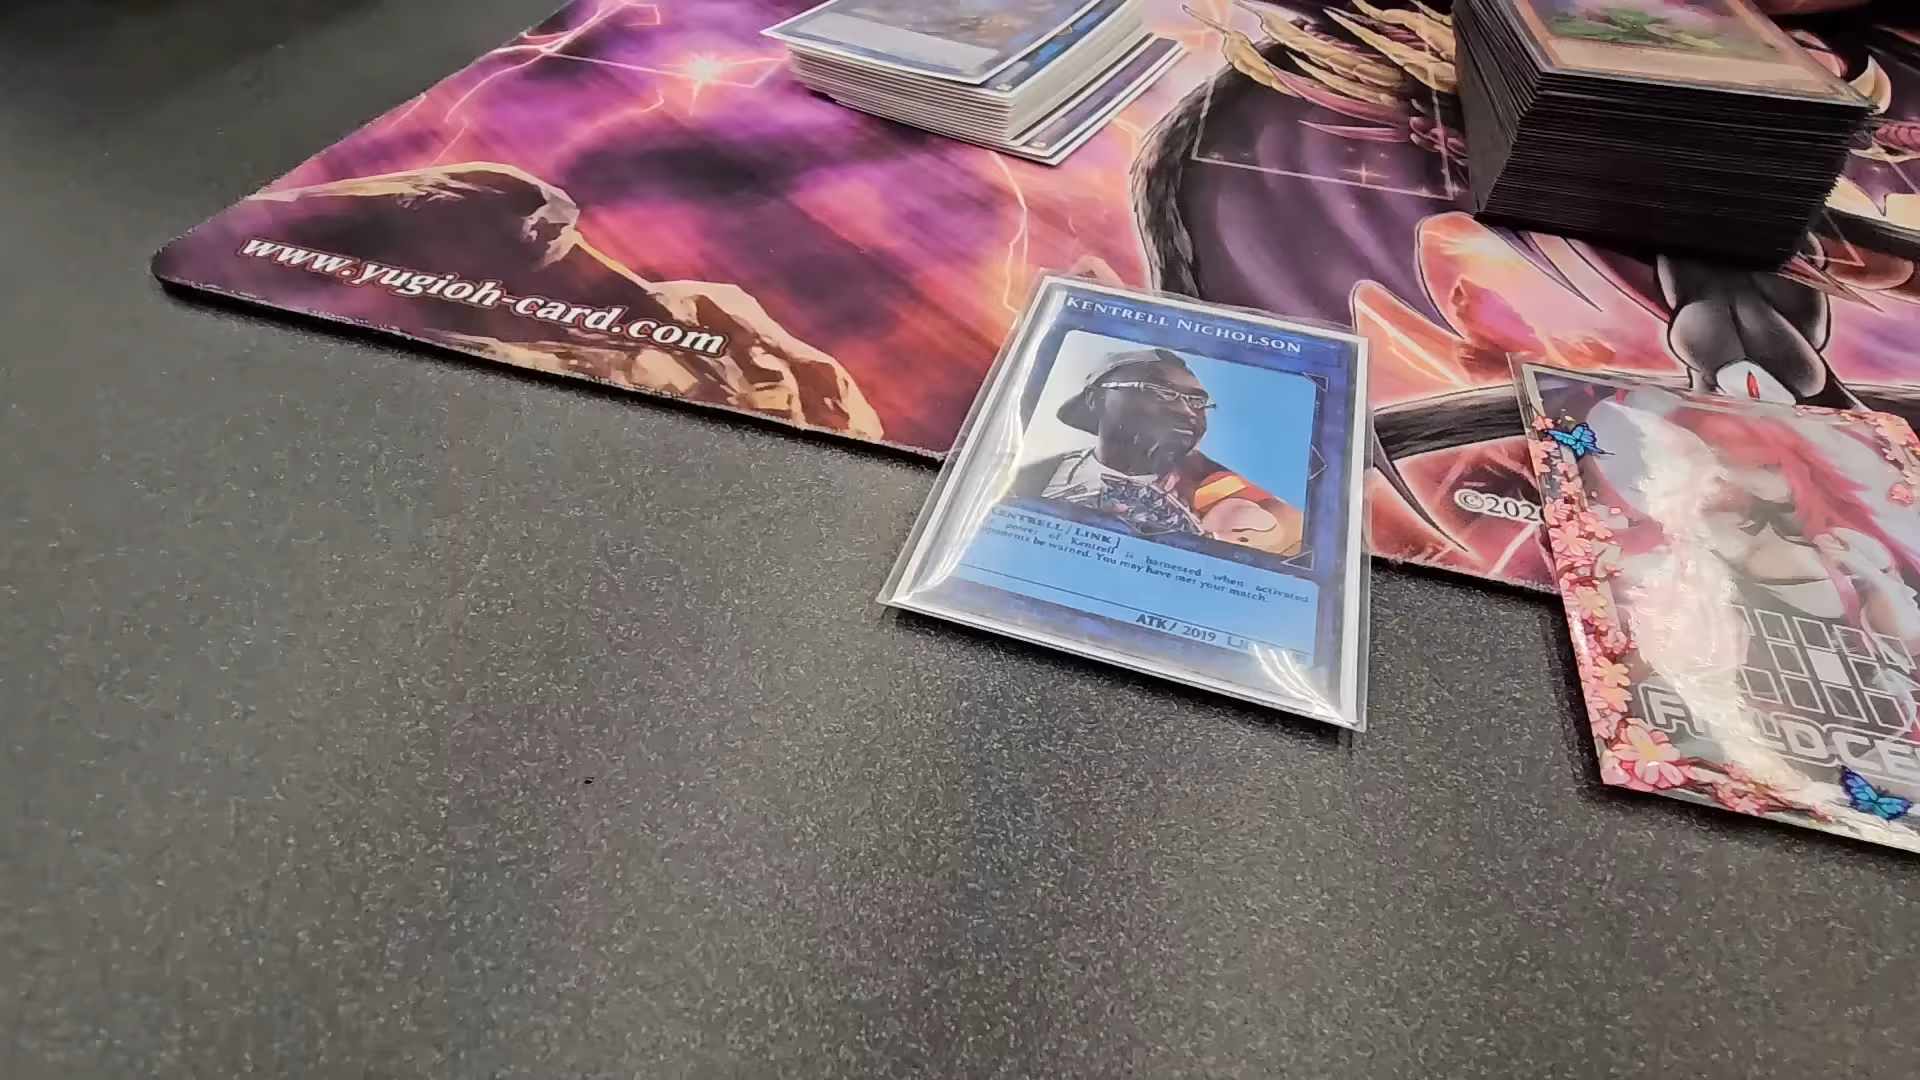 www.yugioh-card.com
KENTRELL NICHOLSON
KENTRELL / LINK]
power of Kentrell is harnessed when activated
be warned. You may have met your match.
ATK/ 2019
©202